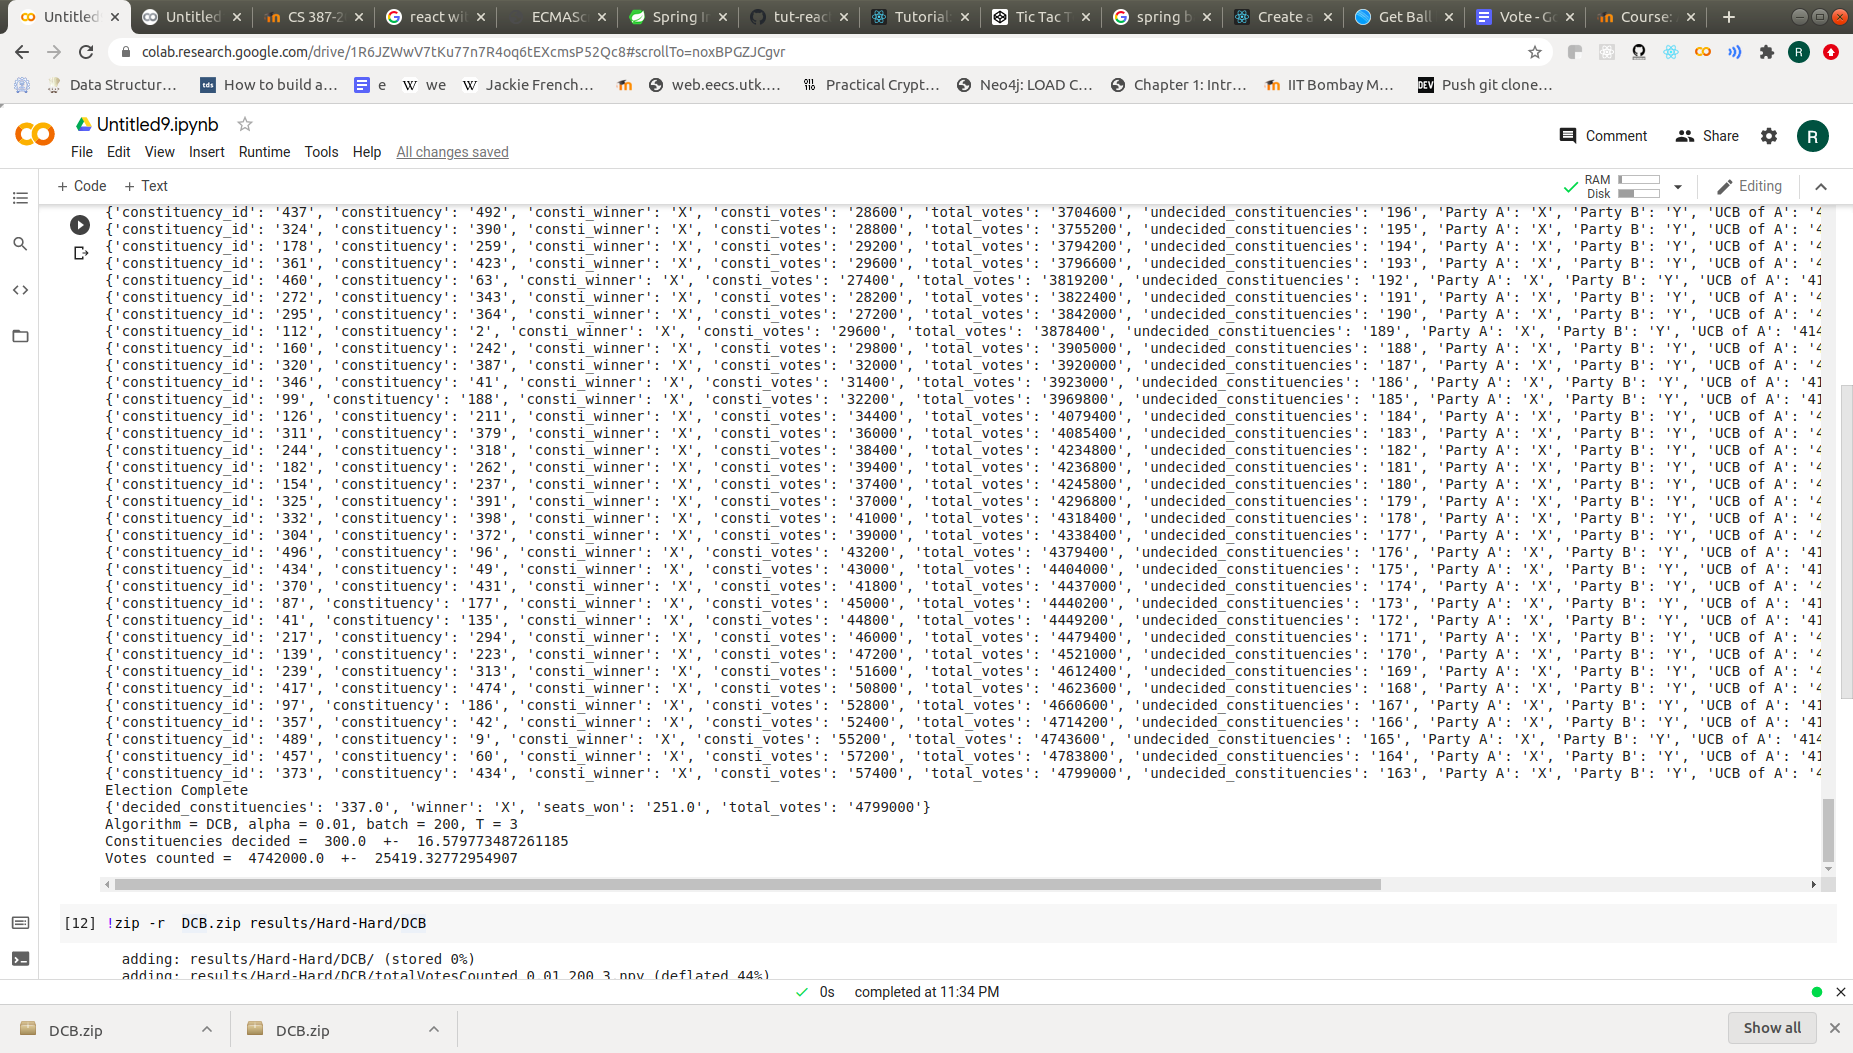 Untitled
Untitled
CS 387-2
react wi
ECMASc
Spring In
tut-reac
Tutorial
Tic Tac T
spring b
Create a
Get Ball
Vote - Go
Course:
colab.research.google.com/drive/1R6JZWwV7tKu77n7R4oq6tEXcmsP52Qc8#scrollTo=noxBPGZJCgvr
R
Data Structur...
tds How to build a...
e
W we
W Jackie French...
web.eecs.utk....
Practical Crypt...
Neo4j: LOAD C...
Chapter 1: Intr...
IIT Bombay M...
DEV Push git clone...
Untitled9.ipynb
Comment
Share
R
File Edit View Insert Runtime Tools Help All changes saved
+ Code + Text
RAM
Disk
Editing
{'constituency_id': '437', 'constituency': '492', 'consti_winner': 'X', 'consti_votes': '28600', 'total_votes': '3704600', 'undecided_constituencies': '196', 'Party A': 'X', 'Party B': 'Y', 'UCB of A': '4
{'constituency_id': '324', 'constituency': '390', 'consti_winner': 'X', 'consti_votes': '28800', 'total_votes': '3755200', 'undecided_constituencies': '195', 'Party A': 'X', 'Party B': 'Y', 'UCB of A': '4
{'constituency_id': '178', 'constituency': '259', 'consti_winner': 'X', 'consti_votes': '29200', 'total_votes': '3794200', 'undecided_constituencies': '194', 'Party A': 'X', 'Party B': 'Y', 'UCB of A': '4
{'constituency_id': '361', 'constituency': '423', 'consti_winner': 'X', 'consti_votes': '29600', 'total_votes': '3796600', 'undecided_constituencies': '193', 'Party A': 'X', 'Party B': 'Y', 'UCB of A': '4
{'constituency_id': '460', 'constituency': '63', 'consti_winner': 'X', 'consti_votes': '27400', 'total_votes': '3819200', 'undecided_constituencies': '192', 'Party A': 'X', 'Party B': 'Y', 'UCB of A': '41
{'constituency_id': '272', 'constituency': '343', 'consti_winner': 'X', 'consti_votes': '28200', 'total_votes': '3822400', 'undecided_constituencies': '191', 'Party A': 'X', 'Party B': 'Y', 'UCB of A': '4
{'constituency_id': '295', 'constituency': '364', 'consti_winner': 'X', 'consti_votes': '27200', 'total_votes': '3842000', 'undecided_constituencies': '190', 'Party A': 'X', 'Party B': 'Y', 'UCB of A': '4
{'constituency_id': '112', 'constituency': '2', 'consti_winner': 'X', 'consti_votes': '29600', 'total_votes': '3878400', 'undecided_constituencies': '189', 'Party A': 'X', 'Party B': 'Y', 'UCB of A': '414
{'constituency_id': '160', 'constituency': '242', 'consti_winner': 'X', 'consti_votes': '29800', 'total_votes': '3905000', 'undecided_constituencies': '188', 'Party A': 'X', 'Party B': 'Y', 'UCB of A': '4
{'constituency_id': '320', 'constituency': '387', 'consti_winner': 'X', 'consti_votes': '32000', 'total_votes': '3920000', 'undecided_constituencies': '187', 'Party A': 'X', 'Party B': 'Y', 'UCB of A': '4
{'constituency_id': '346', 'constituency': '41', 'consti_winner': 'X', 'consti_votes': '31400', 'total_votes': '3923000', 'undecided_constituencies': '186', 'Party A': 'X', 'Party B': 'Y', 'UCB of A': '41
{'constituency_id': '99', 'constituency': '188', 'consti_winner': 'X', 'consti_votes': '32200', 'total_votes': '3969800', 'undecided_constituencies': '185', 'Party A': 'X', 'Party B': 'Y', 'UCB of A': '41
{'constituency_id': '126', 'constituency': '211', 'consti_winner': 'X', 'consti_votes': '34400', 'total_votes': '4079400', 'undecided_constituencies': '184', 'Party A': 'X', 'Party B': 'Y', 'UCB of A': '4
{'constituency_id': '311', 'constituency': '379', 'consti_winner': 'X', 'consti_votes': '36000', 'total_votes': '4085400', 'undecided_constituencies': '183', 'Party A': 'X', 'Party B': 'Y', 'UCB of A': '4
{'constituency_id': '244', 'constituency': '318', 'consti_winner': 'X', 'consti_votes': '38400', 'total_votes': '4234800', 'undecided_constituencies': '182', 'Party A': 'X', 'Party B': 'Y', 'UCB of A': '4
{'constituency_id': '182', 'constituency': '262', 'consti_winner': 'X', 'consti_votes': '39400', 'total_votes': '4236800', 'undecided_constituencies': '181', 'Party A': 'X', 'Party B': 'Y', 'UCB of A': '4
{'constituency_id': '154', 'constituency': '237', 'consti_winner': 'X', 'consti_votes': '37400', 'total_votes': '4245800', 'undecided_constituencies': '180', 'Party A': 'X', 'Party B': 'Y', 'UCB of A': '4
{'constituency_id': '325', 'constituency': '391', 'consti_winner': 'X', 'consti_votes': '37000', 'total_votes': '4296800', 'undecided_constituencies': '179', 'Party A': 'X', 'Party B': 'Y', 'UCB of A': '4
{'constituency_id': '332', 'constituency': '398', 'consti_winner': 'X', 'consti_votes': '41000', 'total_votes': '4318400', 'undecided_constituencies': '178', 'Party A': 'X', 'Party B': 'Y', 'UCB of A': '4
{'constituency_id': '304', 'constituency': '372', 'consti_winner': 'X', 'consti_votes': '39000', 'total_votes': '4338400', 'undecided_constituencies': '177', 'Party A': 'X', 'Party B': 'Y', 'UCB of A': '4
{'constituency_id': '496', 'constituency': '96', 'consti_winner': 'X', 'consti_votes': '43200', 'total_votes': '4379400', 'undecided_constituencies': '176', 'Party A': 'X', 'Party B': 'Y', 'UCB of A': '41
{'constituency_id': '434', 'constituency': '49', 'consti_winner': 'X', 'consti_votes': '43000', 'total_votes': '4404000', 'undecided_constituencies': '175', 'Party A': 'X', 'Party B': 'Y', 'UCB of A': '41
{'constituency_id': '370', 'constituency': '431', 'consti_winner': 'X', 'consti_votes': '41800', 'total_votes': '4437000', 'undecided_constituencies': '174', 'Party A': 'X', 'Party B': 'Y', 'UCB of A': '4
{'constituency_id': '87', 'constituency': '177', 'consti_winner': 'X', 'consti_votes': '45000', 'total_votes': '4440200', 'undecided_constituencies': '173', 'Party A': 'X', 'Party B': 'Y', 'UCB of A': '41
{'constituency_id': '41', 'constituency': '135', 'consti_winner': 'X', 'consti_votes': '44800', 'total_votes': '4449200', 'undecided_constituencies': '172', 'Party A': 'X', 'Party B': 'Y', 'UCB of A': '41
{'constituency_id': '217', 'constituency': '294', 'consti_winner': 'X', 'consti_votes': '46000', 'total_votes': '4479400', 'undecided_constituencies': '171', 'Party A': 'X', 'Party B': 'Y', 'UCB of A': '4
{'constituency_id': '139', 'constituency': '223', 'consti_winner': 'X', 'consti_votes': '47200', 'total_votes': '4521000', 'undecided_constituencies': '170', 'Party A': 'X', 'Party B': 'Y', 'UCB of A': '4
{'constituency_id': '239', 'constituency': '313', 'consti_winner': 'X', 'consti_votes': '51600', 'total_votes': '4612400', 'undecided_constituencies': '169', 'Party A': 'X', 'Party B': 'Y', 'UCB of A': '4
{'constituency_id': '417', 'constituency': '474', 'consti_winner': 'X', 'consti_votes': '50800', 'total_votes': '4623600', 'undecided_constituencies': '168', 'Party A': 'X', 'Party B': 'Y', 'UCB of A': '4
{'constituency_id': '97', 'constituency': '186', 'consti_winner': 'X', 'consti_votes': '52800', 'total_votes': '4660600', 'undecided_constituencies': '167', 'Party A': 'X', 'Party B': 'Y', 'UCB of A': '41
{'constituency_id': '357', 'constituency': '42', 'consti_winner': 'X', 'consti_votes': '52400', 'total_votes': '4714200', 'undecided_constituencies': '166', 'Party A': 'X', 'Party B': 'Y', 'UCB of A': '41
{'constituency_id': '489', 'constituency': '9', 'consti_winner': 'X', 'consti_votes': '55200', 'total_votes': '4743600', 'undecided_constituencies': '165', 'Party A': 'X', 'Party B': 'Y', 'UCB of A': '414
{'constituency_id': '457', 'constituency': '60', 'consti_winner': 'X', 'consti_votes': '57200', 'total_votes': '4783800', 'undecided_constituencies': '164', 'Party A': 'X', 'Party B': 'Y', 'UCB of A': '41
{'constituency_id': '373', 'constituency': '434', 'consti_winner': 'X', 'consti_votes': '57400', 'total_votes': '4799000', 'undecided_constituencies': '163', 'Party A': 'X', 'Party B': 'Y', 'UCB of A': '4
Election Complete
{'decided_constituencies': '337.0', 'winner': 'X', 'seats_won': '251.0', 'total_votes': '4799000'}
Algorithm = DCB, alpha = 0.01, batch = 200, T = 3
Constituencies decided = 300.0 +- 16.579773487261185
Votes counted = 4742000.0 +- 25419.32772954907
[12] !zip -r DCB.zip results/Hard-Hard/DCB
adding: results/Hard-Hard/DCB/ (stored 0%)
adding: results/Hard-Hard/DCB/totalVotesCounted_0.01_200_3.npy (deflated 44%)
0s completed at 11:34 PM
DCB.zip
DCB.zip
Show all